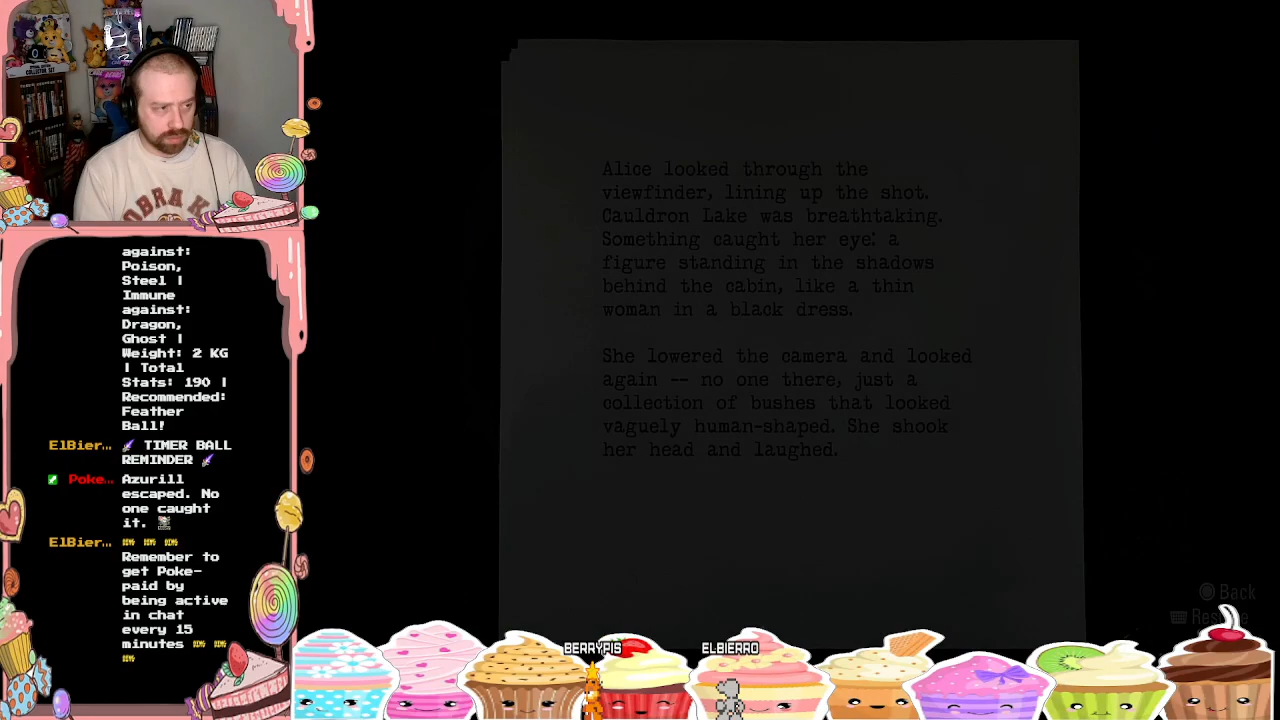 against:
Poison,
Steel |
Immune
against:
Dragon,
Ghost |
Weight: 2 KG
| Total
Stats: 190 |
Recommended:
Feather
Ball!
ElBier... TIMER BALL
REMINDER
Poke... Azurill
escaped. No
one caught
it.
ElBier...
Remember to
get Poke-
paid by
being active
in chat
every 15
minutes
Alice looked through the
viewfinder, lining up the shot.
Cauldron Lake was breathtaking.
Something caught her eye: a
figure standing in the shadows
behind the cabin, like a thin
woman in a black dress.
She lowered the camera and looked
again -- no one there, just a
collection of bushes that looked
vaguely human-shaped. She shook
her head and laughed.
Back
BERRYPIS
ELBIERRO